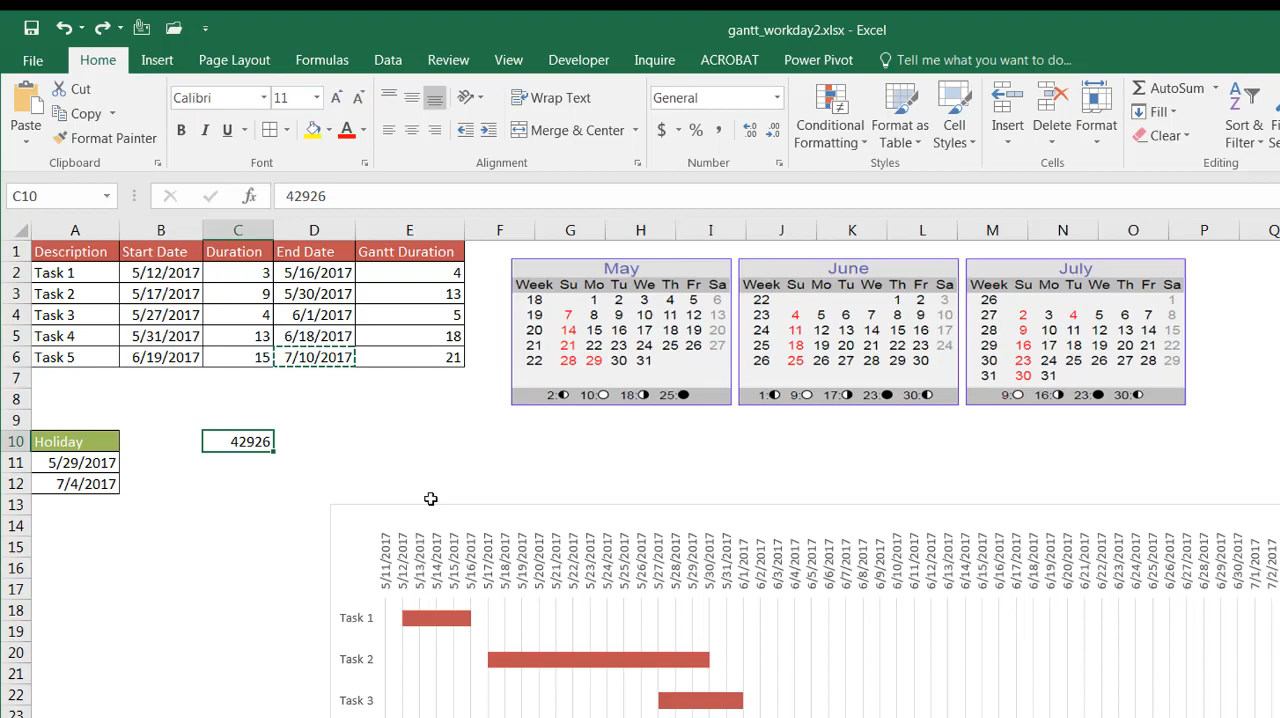 gantt_workday2.xlsx - Excel
File Home Insert Page Layout Formulas Data Review View Developer Inquire ACROBAT Power Pivot Tell me what you want to do...
Paste Cut Copy Format Painter
Calibri 11
B I U A
Wrap Text
Merge & Center
General
$ % ,
Conditional Formatting Format as Table Cell Styles
Insert Delete Format
AutoSum Fill Clear
Sort & Filter
Clipboard Font Alignment Number Styles Cells Editing
C10 fx 42926
A B C D E F G H I J K L M N O P Q
1 Description Start Date Duration End Date Gantt Duration
2 Task 1 5/12/2017 3 5/16/2017 4
3 Task 2 5/17/2017 9 5/30/2017 13
4 Task 3 5/27/2017 4 6/1/2017 5
5 Task 4 5/31/2017 13 6/18/2017 18
6 Task 5 6/19/2017 15 7/10/2017 21
7
8
9
10 Holiday 42926
11 5/29/2017
12 7/4/2017
13
14
15
16
17
18
19
20
21
22
23
May
Week Su Mo Tu We Th Fr Sa
18 1 2 3 4 5 6
19 7 8 9 10 11 12 13
20 14 15 16 17 18 19 20
21 21 22 23 24 25 26 27
22 28 29 30 31
2: 10: 18: 25:
June
Week Su Mo Tu We Th Fr Sa
22 1 2 3
23 4 5 6 7 8 9 10
24 11 12 13 14 15 16 17
25 18 19 20 21 22 23 24
26 25 26 27 28 29 30
1: 9: 17: 23: 30:
July
Week Su Mo Tu We Th Fr Sa
26 1
27 2 3 4 5 6 7 8
28 9 10 11 12 13 14 15
29 16 17 18 19 20 21 22
30 23 24 25 26 27 28 29
31 30 31
9: 16: 23: 30:
5/11/2017 5/12/2017 5/13/2017 5/14/2017 5/15/2017 5/16/2017 5/17/2017 5/18/2017 5/19/2017 5/20/2017 5/21/2017 5/22/2017 5/23/2017 5/24/2017 5/25/2017 5/26/2017 5/27/2017 5/28/2017 5/29/2017 5/30/2017 5/31/2017 6/1/2017 6/2/2017 6/3/2017 6/4/2017 6/5/2017 6/6/2017 6/7/2017 6/8/2017 6/9/2017 6/10/2017 6/11/2017 6/12/2017 6/13/2017 6/14/2017 6/15/2017 6/16/2017 6/17/2017 6/18/2017 6/19/2017 6/20/2017 6/21/2017 6/22/2017 6/23/2017 6/24/2017 6/25/2017 6/26/2017 6/27/2017 6/28/2017 6/29/2017 6/30/2017 7/1/2017 7/2/2017
Task 1
Task 2
Task 3